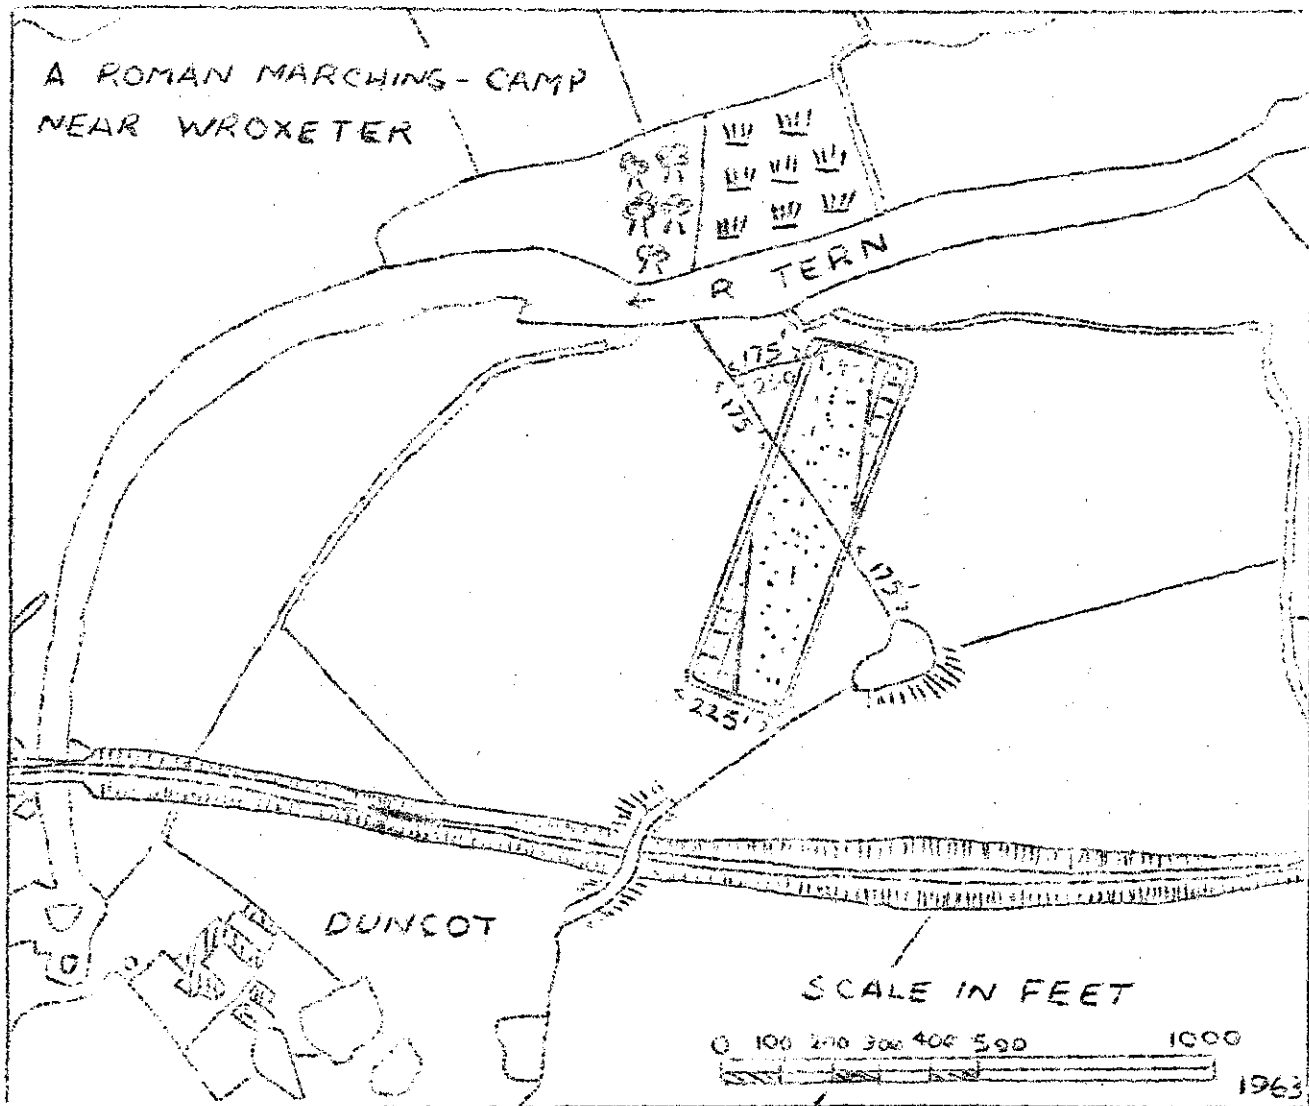 A ROMAN MARCHING-CAMP
NEAR WROXETER
R TERN
175'
175'
175'
225'
DUNCOT
SCALE IN FEET
0 100 200 300 400 500 1000
1963